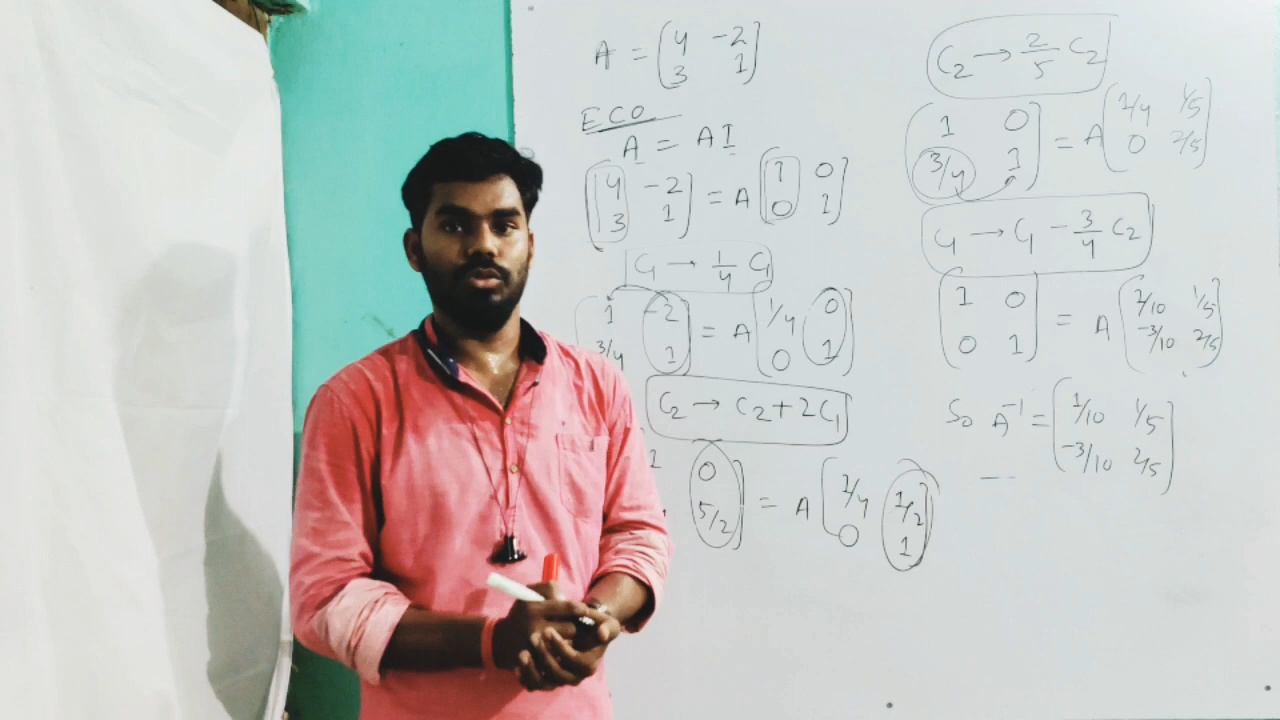 A = [4 -2
3 1]
ECO
A = AI
[4 -2 = A [1 0
3 1] 0 1]
C₁ → 1/4 C₁
[1 -2 = A [1/4 0
3/4 1] 0 1]
C₂ → C₂ + 2C₁
1 0 = A [1/4 1/2
5/2] 0 1]
C₂ → 2/5 C₂
[1 0 = A [1/4 1/5
3/4 1] 0 2/5]
C₁ → C₁ - 3/4 C₂
[1 0 = A [1/10 1/5
0 1] -3/10 2/5]
So A⁻¹ = [1/10 1/5
-3/10 2/5]